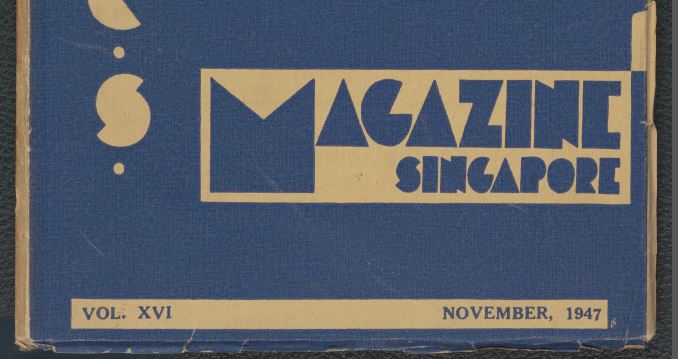 S.
MAGAZINE
SINGAPORE
VOL. XVI
NOVEMBER, 1947